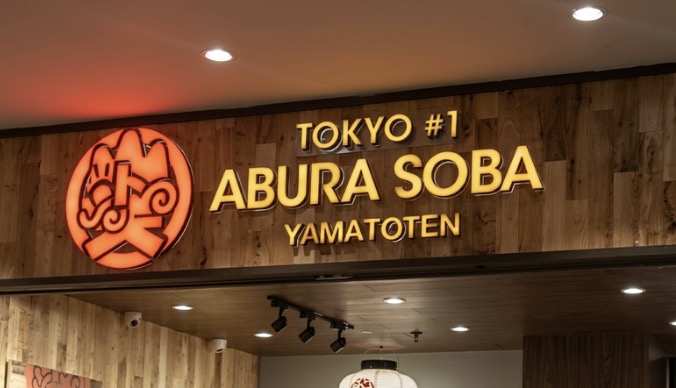 TOKYO #1
ABURA SOBA
YAMATOTEN